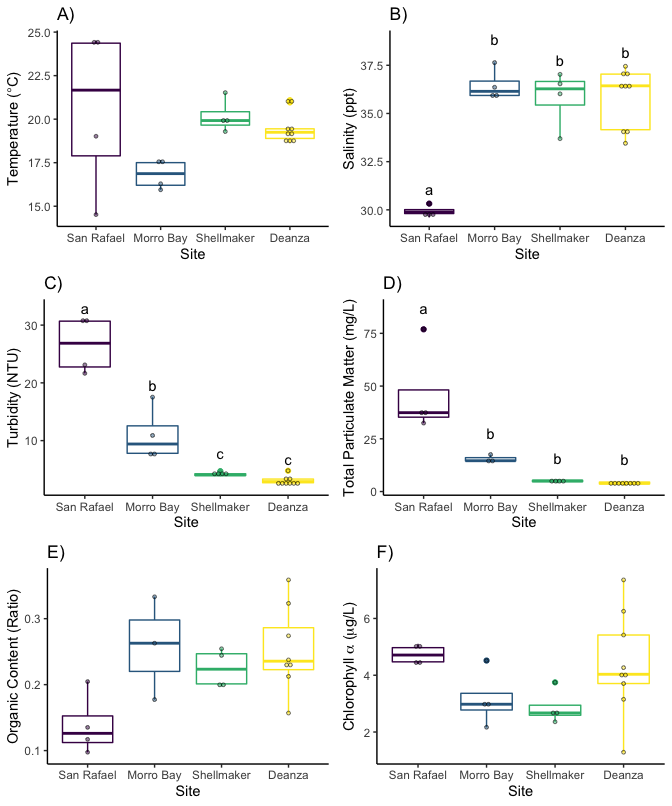 A)
Temperature (°C)
25.0
22.5
20.0
17.5
15.0
San Rafael Morro Bay Shellmaker Deanza
Site
B)
Salinity (ppt)
37.5
35.0
32.5
30.0
a
b
b
b
San Rafael Morro Bay Shellmaker Deanza
Site
C)
Turbidity (NTU)
30
20
10
a
b
c
c
San Rafael Morro Bay Shellmaker Deanza
Site
D)
Total Particulate Matter (mg/L)
75
50
25
0
a
b
b
b
San Rafael Morro Bay Shellmaker Deanza
Site
E)
Organic Content (Ratio)
0.3
0.2
0.1
San Rafael Morro Bay Shellmaker Deanza
Site
F)
Chlorophyll α (μg/L)
6
4
2
San Rafael Morro Bay Shellmaker Deanza
Site